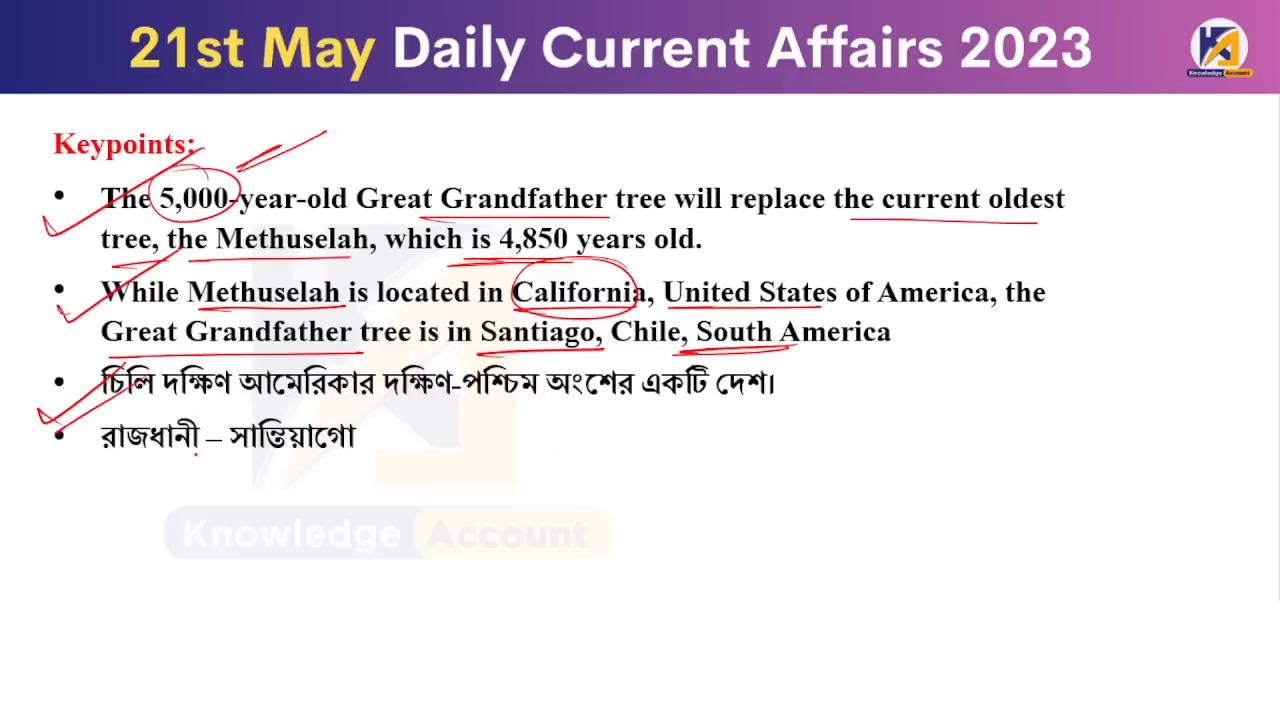 21st May Daily Current Affairs 2023
Knowledge Account
Keypoints:
• The 5,000-year-old Great Grandfather tree will replace the current oldest
tree, the Methuselah, which is 4,850 years old.
• While Methuselah is located in California, United States of America, the
Great Grandfather tree is in Santiago, Chile, South America
• চিলি দক্ষিণ আমেরিকার দক্ষিণ-পশ্চিম অংশের একটি দেশ।
• রাজধানী – সান্তিয়াগো
Knowledge Account